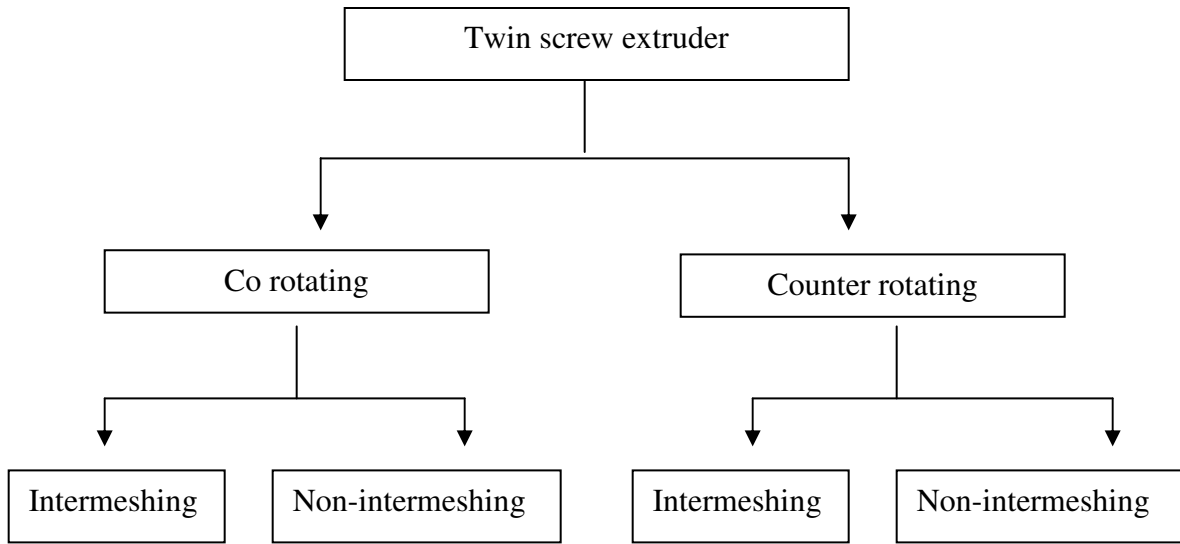 Twin screw extruder
Co rotating
Counter rotating
Intermeshing
Non-intermeshing
Intermeshing
Non-intermeshing